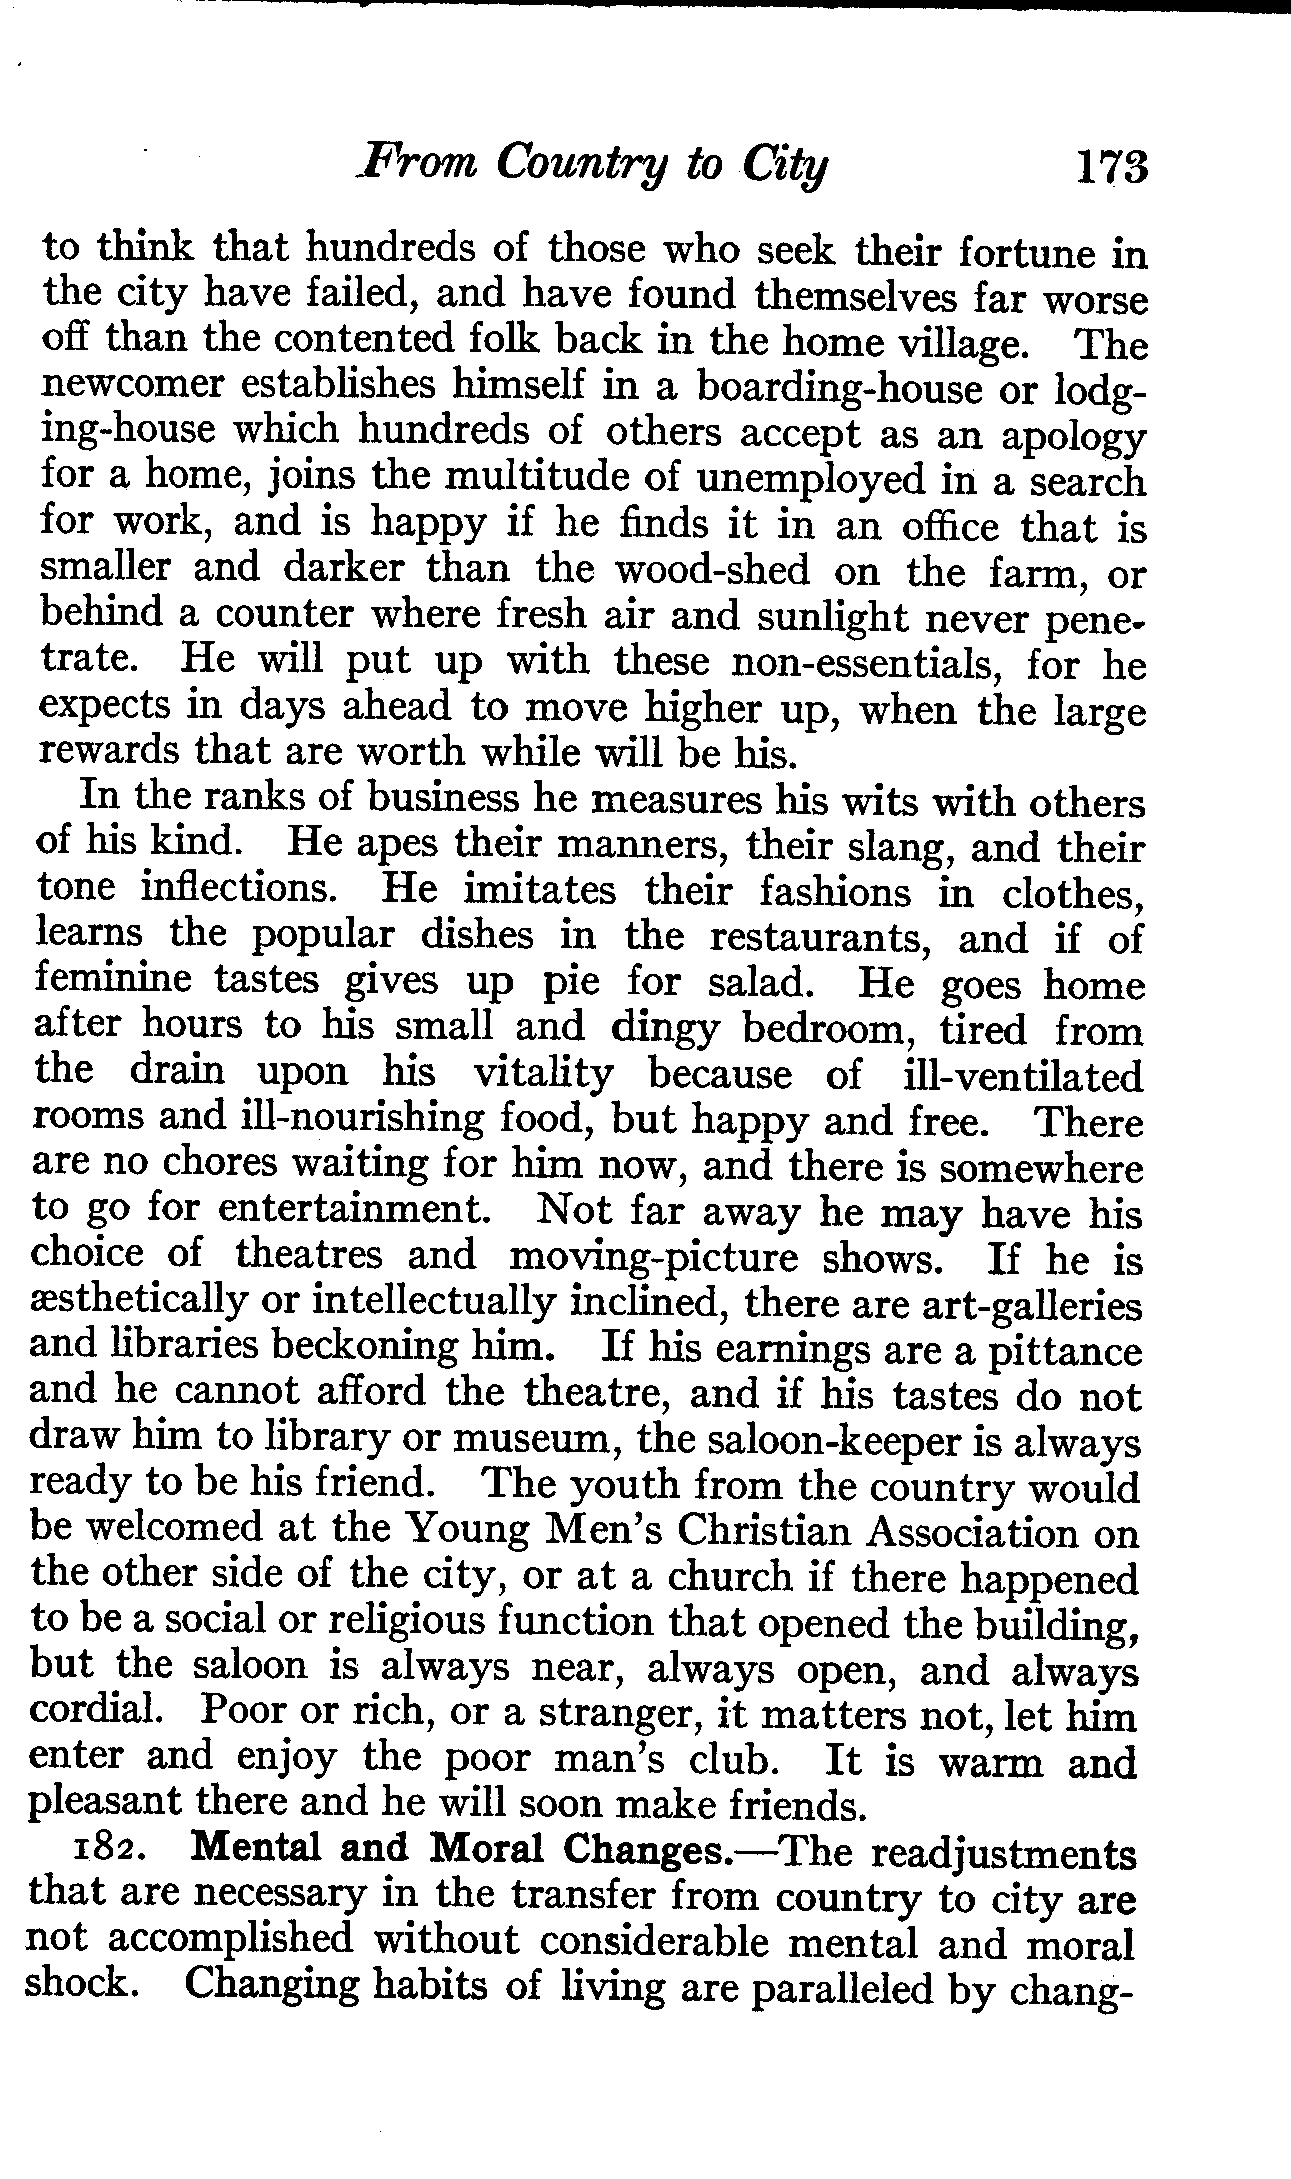 From Country to City 173
to think that hundreds of those who seek their fortune in
the city have failed, and have found themselves far worse
off than the contented folk back in the home village. The
newcomer establishes himself in a boarding-house or lodg-
ing-house which hundreds of others accept as an apology
for a home, joins the multitude of unemployed in a search
for work, and is happy if he finds it in an office that is
smaller and darker than the wood-shed on the farm, or
behind a counter where fresh air and sunlight never pene-
trate. He will put up with these non-essentials, for he
expects in days ahead to move higher up, when the large
rewards that are worth while will be his.
In the ranks of business he measures his wits with others
of his kind. He apes their manners, their slang, and their
tone inflections. He imitates their fashions in clothes,
learns the popular dishes in the restaurants, and if of
feminine tastes gives up pie for salad. He goes home
after hours to his small and dingy bedroom, tired from
the drain upon his vitality because of ill-ventilated
rooms and ill-nourishing food, but happy and free. There
are no chores waiting for him now, and there is somewhere
to go for entertainment. Not far away he may have his
choice of theatres and moving-picture shows. If he is
æsthetically or intellectually inclined, there are art-galleries
and libraries beckoning him. If his earnings are a pittance
and he cannot afford the theatre, and if his tastes do not
draw him to library or museum, the saloon-keeper is always
ready to be his friend. The youth from the country would
be welcomed at the Young Men's Christian Association on
the other side of the city, or at a church if there happened
to be a social or religious function that opened the building,
but the saloon is always near, always open, and always
cordial. Poor or rich, or a stranger, it matters not, let him
enter and enjoy the poor man's club. It is warm and
pleasant there and he will soon make friends.
182. Mental and Moral Changes.—The readjustments
that are necessary in the transfer from country to city are
not accomplished without considerable mental and moral
shock. Changing habits of living are paralleled by chang-